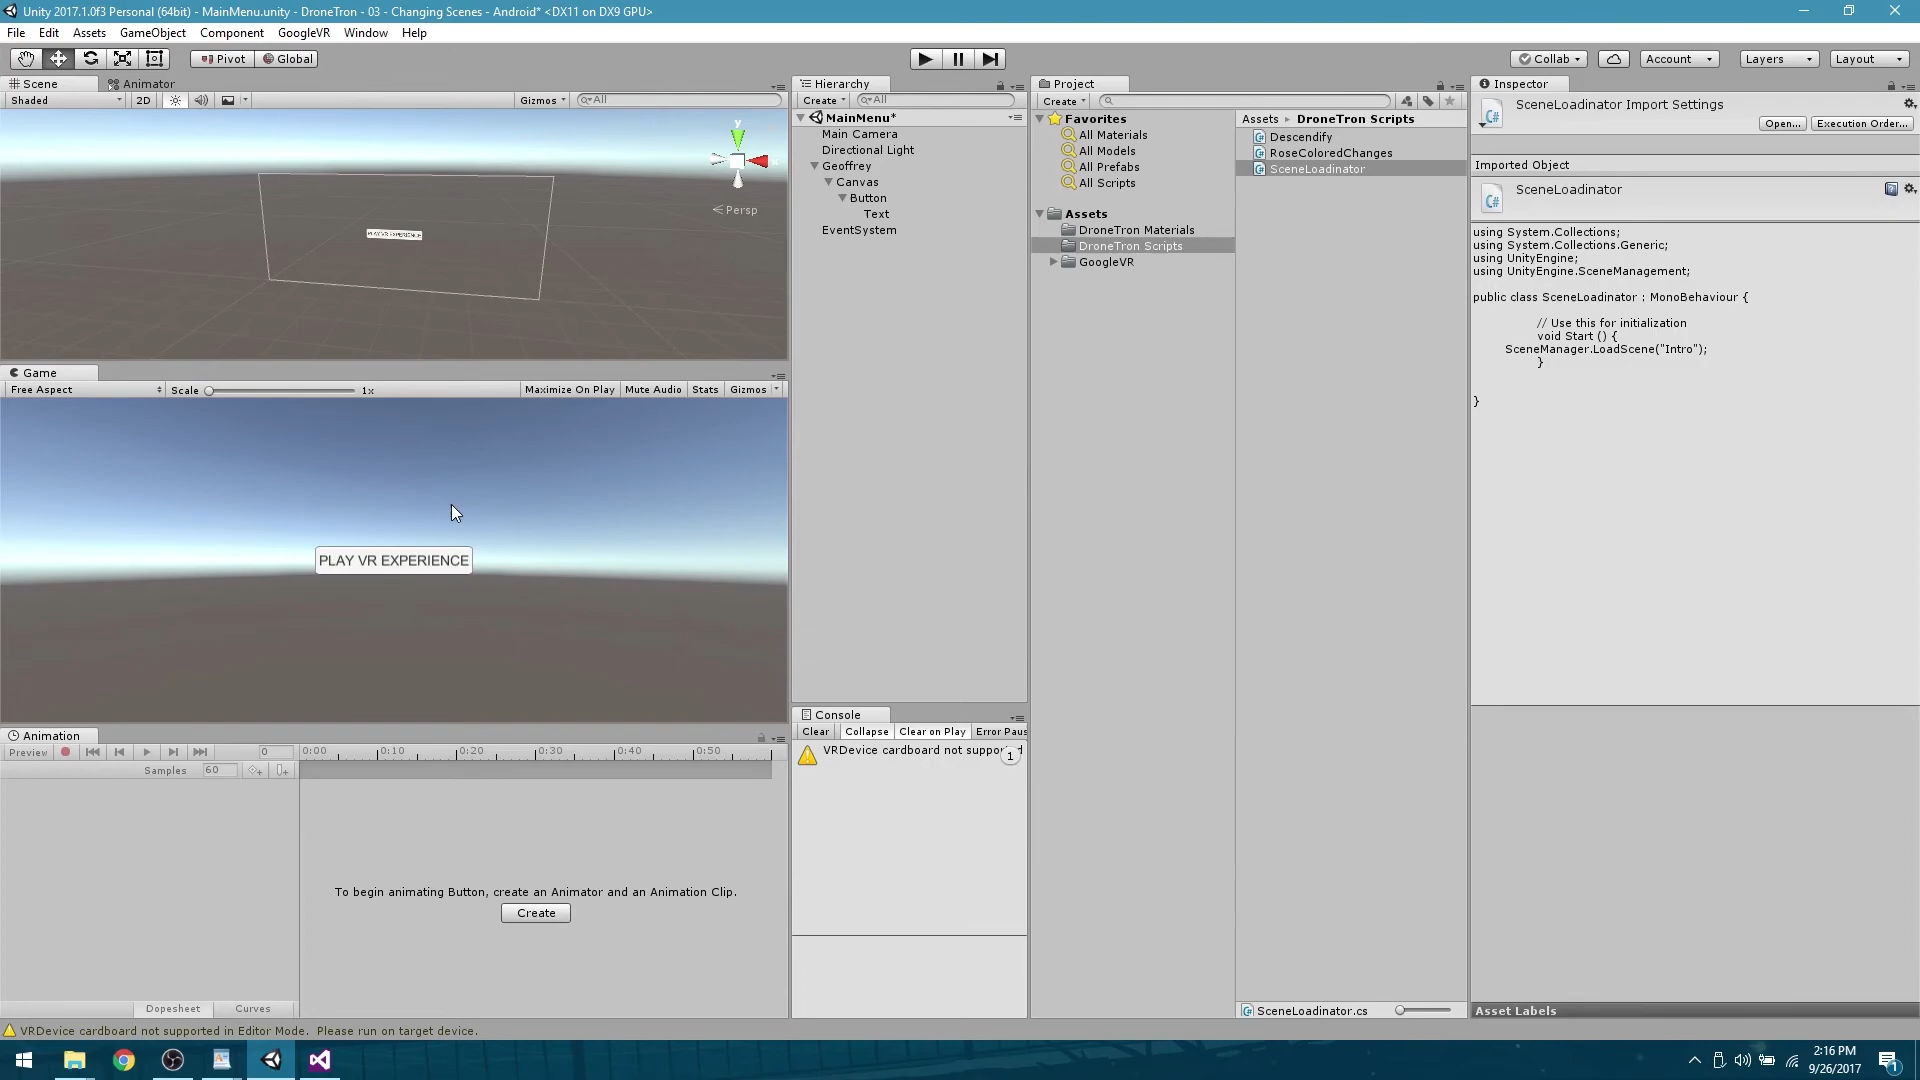 Unity 2017.1.0f3 Personal (64bit) - MainMenu.unity - DroneTron - 03 - Changing Scenes - Android* <DX11 on DX9 GPU>
File Edit Assets GameObject Component GoogleVR Window Help
Pivot Global Collab Account Layers Layout
Scene Animator
Shaded 2D Gizmos All
y
Persp
Game
Free Aspect Scale 1x Maximize On Play Mute Audio Stats Gizmos
PLAY VR EXPERIENCE
PLAY VR EXPERIENCE
Animation
Preview 0 0:00 0:10 0:20 0:30 0:40 0:50
Samples 60
To begin animating Button, create an Animator and an Animation Clip.
Create
Dopesheet Curves
Hierarchy
Create All
MainMenu*
Main Camera
Directional Light
Geoffrey
Canvas
Button
Text
EventSystem
Console
Clear Collapse Clear on Play Error Paus
VRDevice cardboard not suppo 1
Project
Create
Favorites
All Materials
All Models
All Prefabs
All Scripts
Assets
DroneTron Materials
DroneTron Scripts
GoogleVR
Assets DroneTron Scripts
Descendify
RoseColoredChanges
SceneLoadinator
SceneLoadinator.cs
Inspector
SceneLoadinator Import Settings
Open... Execution Order...
Imported Object
SceneLoadinator
using System.Collections;
using System.Collections.Generic;
using UnityEngine;
using UnityEngine.SceneManagement;
public class SceneLoadinator : MonoBehaviour {
// Use this for initialization
void Start () {
SceneManager.LoadScene("Intro");
}
}
Asset Labels
VRDevice cardboard not supported in Editor Mode. Please run on target device.
2:16 PM
9/26/2017
1